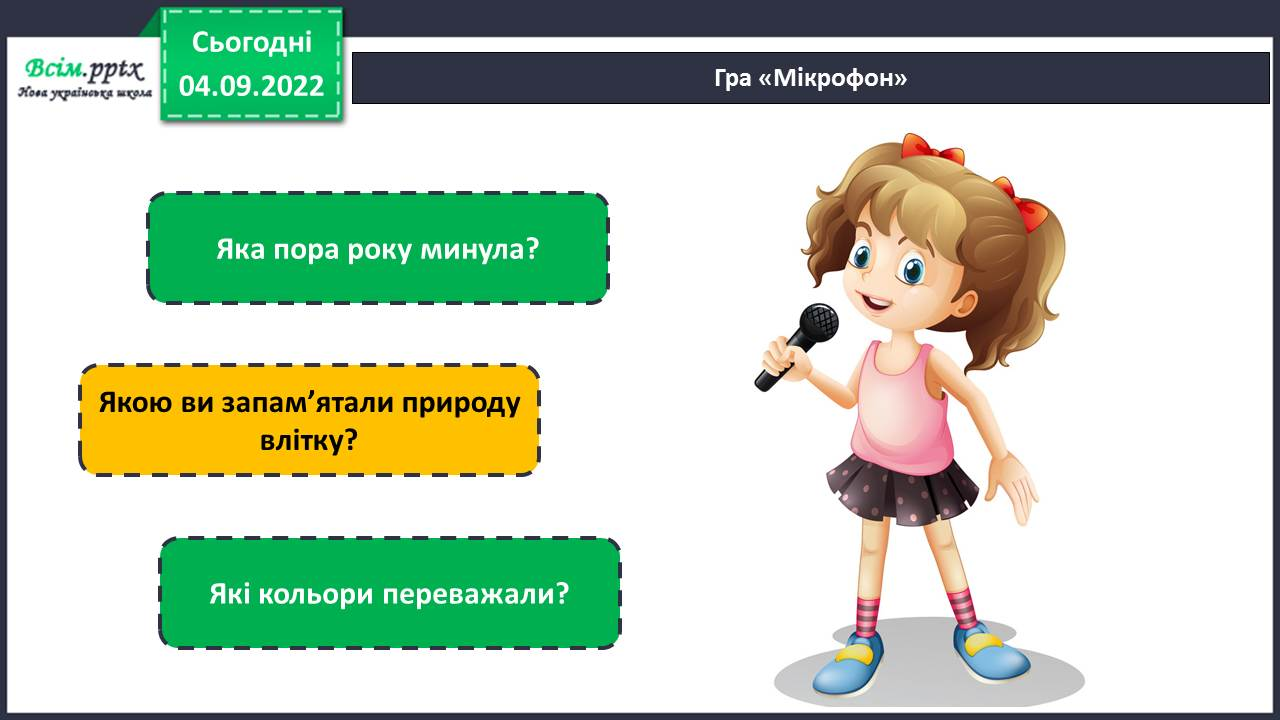 Всім.pptx
Нова українська школа
Сьогодні
04.09.2022
Гра «Мікрофон»
Яка пора року минула?
Якою ви запам’ятали природу
влітку?
Які кольори переважали?